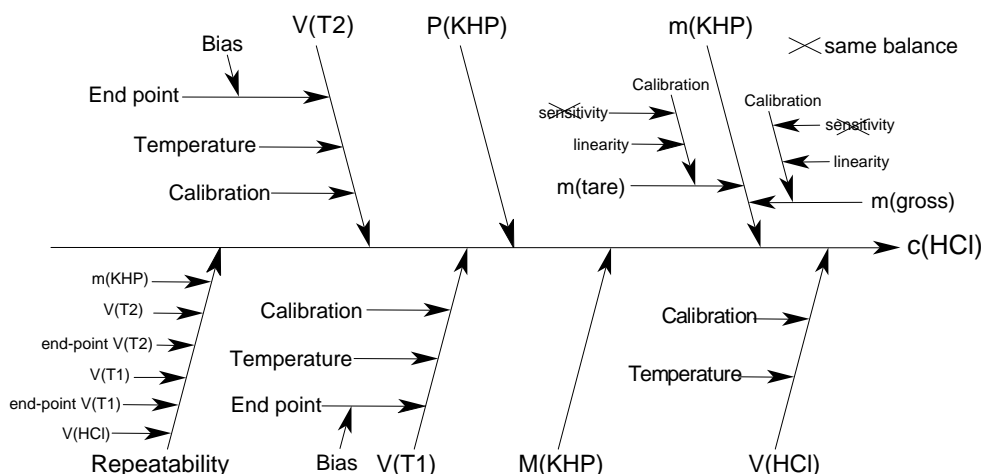 V(T2)
P(KHP)
m(KHP)
same balance
Bias
End point
Temperature
Calibration
Calibration
sensitivity
linearity
m(tare)
Calibration
sensitivity
linearity
m(gross)
c(HCl)
m(KHP)
V(T2)
end-point V(T2)
V(T1)
end-point V(T1)
V(HCl)
Repeatability
Calibration
Temperature
End point
Bias
V(T1)
M(KHP)
Calibration
Temperature
V(HCl)